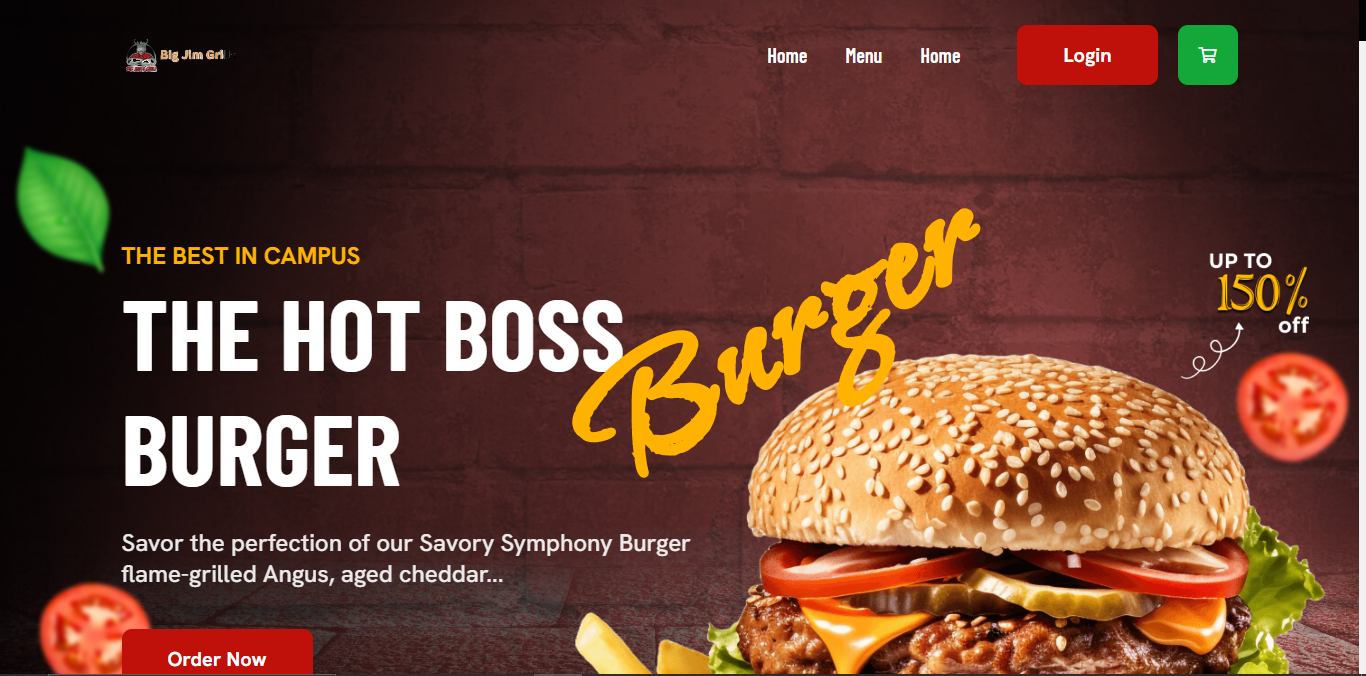 Big Jim Grill
Home
Menu
Home
Login
THE BEST IN CAMPUS
THE HOT BOSS
BURGER
Burger
UP TO
150%
off
Savor the perfection of our Savory Symphony Burger
flame-grilled Angus, aged cheddar...
Order Now